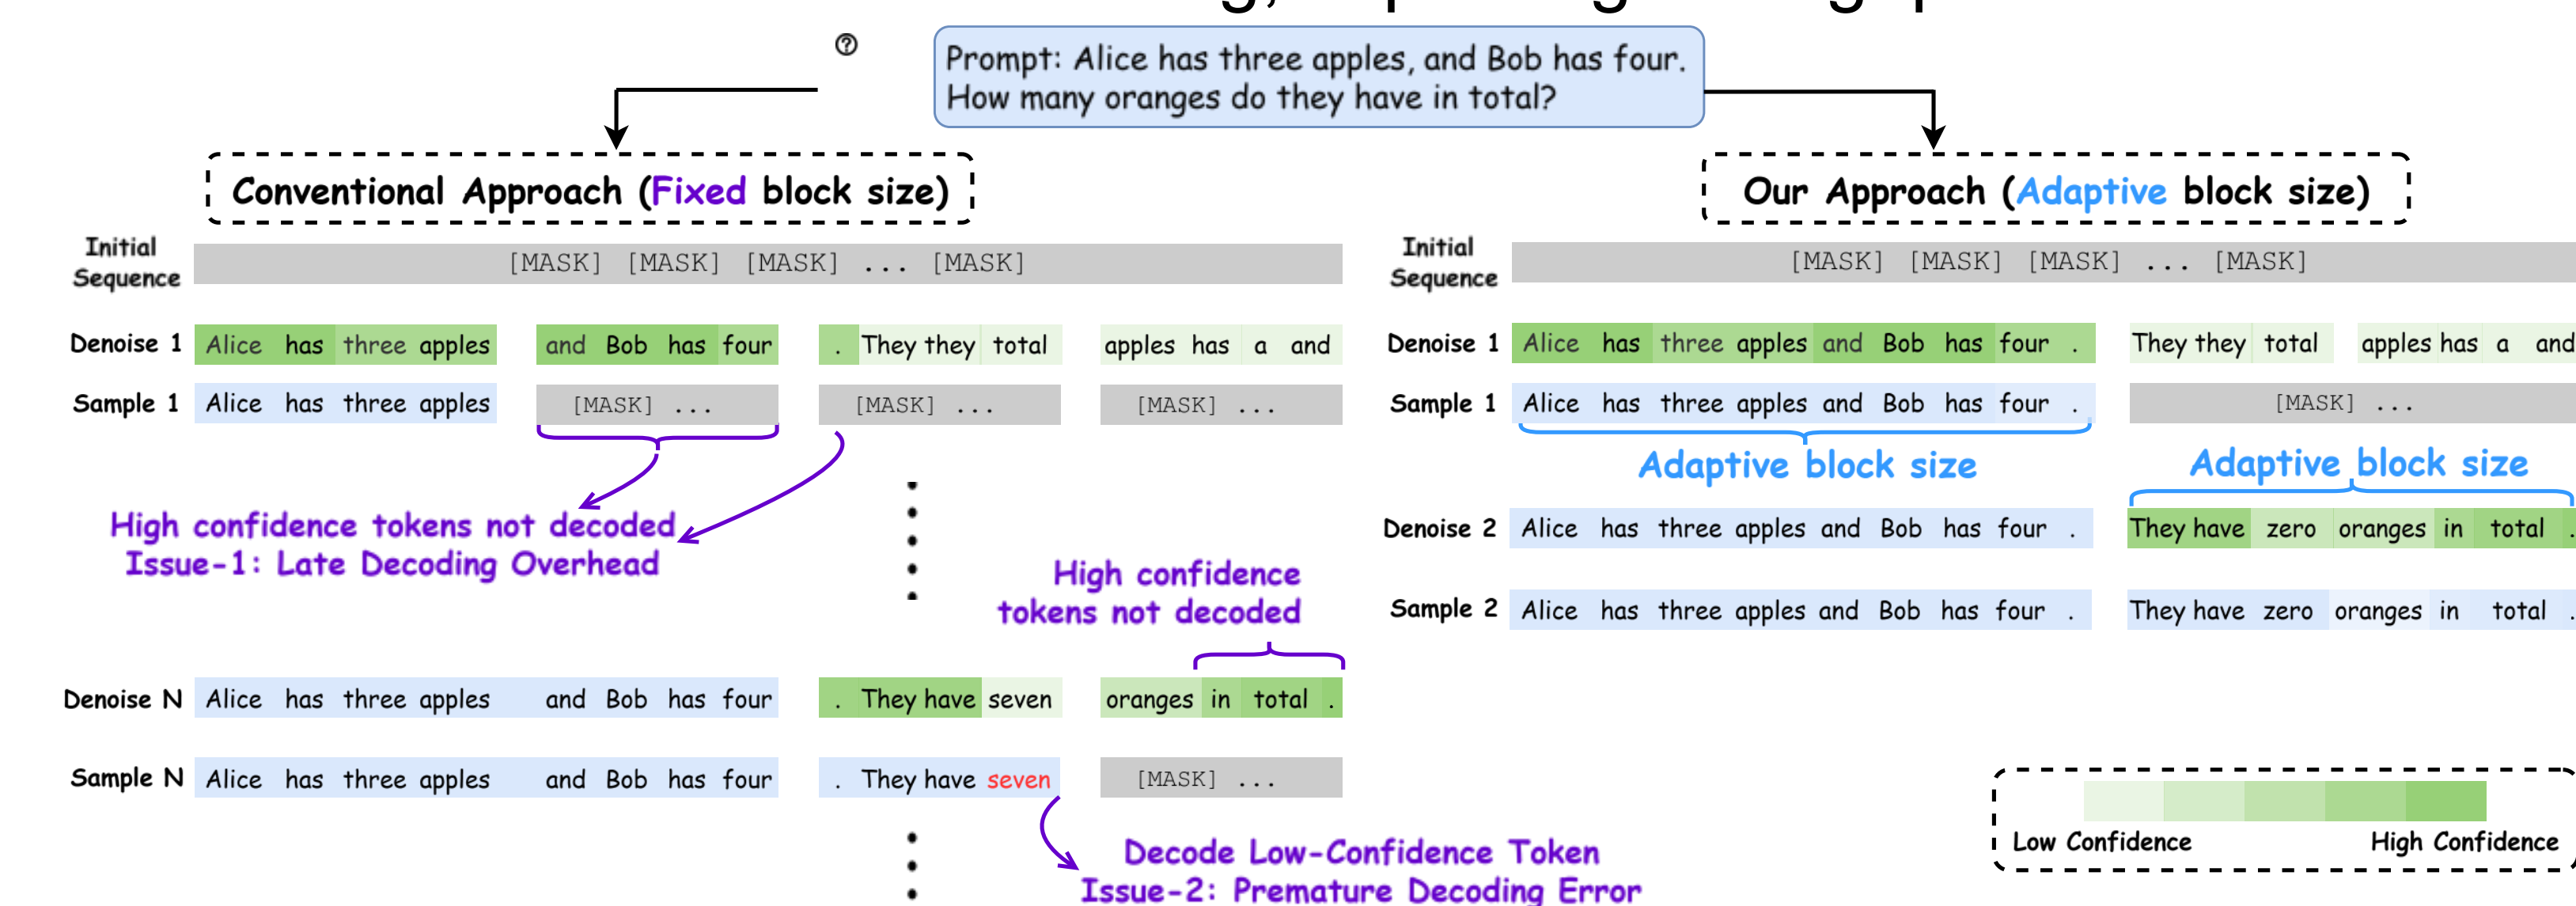 Prompt: Alice has three apples, and Bob has four.
How many oranges do they have in total?
Conventional Approach (Fixed block size)
Initial
Sequence
[MASK] [MASK] [MASK] ... [MASK]
Denoise 1 Alice has three apples and Bob has four . They they total apples has a and
Sample 1 Alice has three apples [MASK] ... [MASK] ... [MASK] ...
High confidence tokens not decoded
Issue-1: Late Decoding Overhead
High confidence
tokens not decoded
Denoise N Alice has three apples and Bob has four . They have seven oranges in total .
Sample N Alice has three apples and Bob has four . They have seven [MASK] ...
Decode Low-Confidence Token
Issue-2: Premature Decoding Error
Our Approach (Adaptive block size)
Initial
Sequence
[MASK] [MASK] [MASK] ... [MASK]
Denoise 1 Alice has three apples and Bob has four . They they total apples has a and
Sample 1 Alice has three apples and Bob has four . [MASK] ...
Adaptive block size
Adaptive block size
Denoise 2 Alice has three apples and Bob has four . They have zero oranges in total .
Sample 2 Alice has three apples and Bob has four . They have zero oranges in total .
Low Confidence High Confidence